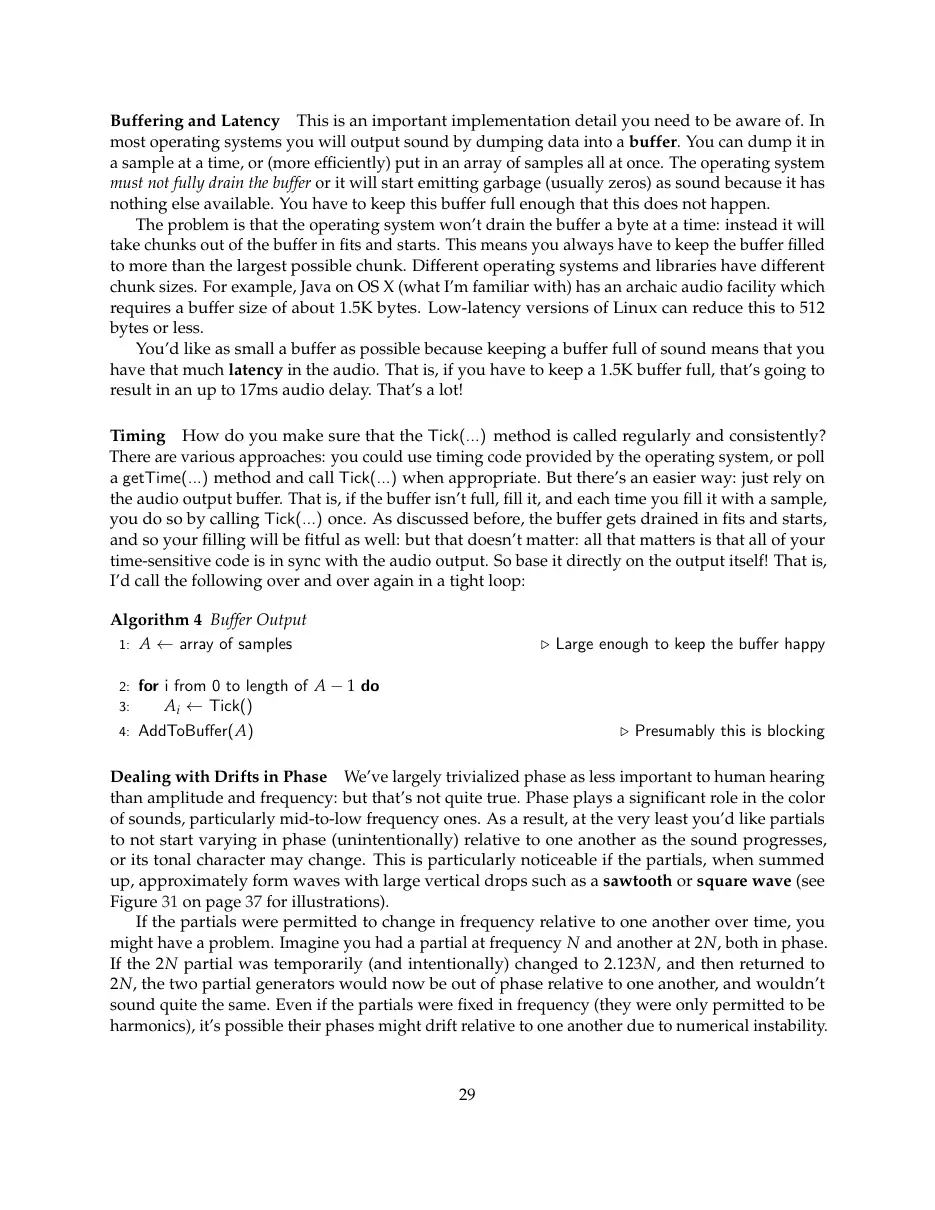 Buffering and Latency This is an important implementation detail you need to be aware of. In
most operating systems you will output sound by dumping data into a buffer. You can dump it in
a sample at a time, or (more efficiently) put in an array of samples all at once. The operating system
must not fully drain the buffer or it will start emitting garbage (usually zeros) as sound because it has
nothing else available. You have to keep this buffer full enough that this does not happen.
The problem is that the operating system won't drain the buffer a byte at a time: instead it will
take chunks out of the buffer in fits and starts. This means you always have to keep the buffer filled
to more than the largest possible chunk. Different operating systems and libraries have different
chunk sizes. For example, Java on OS X (what I'm familiar with) has an archaic audio facility which
requires a buffer size of about 1.5K bytes. Low-latency versions of Linux can reduce this to 512
bytes or less.
You'd like as small a buffer as possible because keeping a buffer full of sound means that you
have that much latency in the audio. That is, if you have to keep a 1.5K buffer full, that's going to
result in an up to 17ms audio delay. That's a lot!
Timing How do you make sure that the Tick(...) method is called regularly and consistently?
There are various approaches: you could use timing code provided by the operating system, or poll
a getTime(...) method and call Tick(...) when appropriate. But there's an easier way: just rely on
the audio output buffer. That is, if the buffer isn't full, fill it, and each time you fill it with a sample,
you do so by calling Tick(...) once. As discussed before, the buffer gets drained in fits and starts,
and so your filling will be fitful as well: but that doesn't matter: all that matters is that all of your
time-sensitive code is in sync with the audio output. So base it directly on the output itself! That is,
I'd call the following over and over again in a tight loop:
Algorithm 4 Buffer Output
1: A ← array of samples ▷ Large enough to keep the buffer happy
2: for i from 0 to length of A − 1 do
3: Aᵢ ← Tick()
4: AddToBuffer(A) ▷ Presumably this is blocking
Dealing with Drifts in Phase We've largely trivialized phase as less important to human hearing
than amplitude and frequency: but that's not quite true. Phase plays a significant role in the color
of sounds, particularly mid-to-low frequency ones. As a result, at the very least you'd like partials
to not start varying in phase (unintentionally) relative to one another as the sound progresses,
or its tonal character may change. This is particularly noticeable if the partials, when summed
up, approximately form waves with large vertical drops such as a sawtooth or square wave (see
Figure 31 on page 37 for illustrations).
If the partials were permitted to change in frequency relative to one another over time, you
might have a problem. Imagine you had a partial at frequency N and another at 2N, both in phase.
If the 2N partial was temporarily (and intentionally) changed to 2.123N, and then returned to
2N, the two partial generators would now be out of phase relative to one another, and wouldn't
sound quite the same. Even if the partials were fixed in frequency (they were only permitted to be
harmonics), it's possible their phases might drift relative to one another due to numerical instability.
29